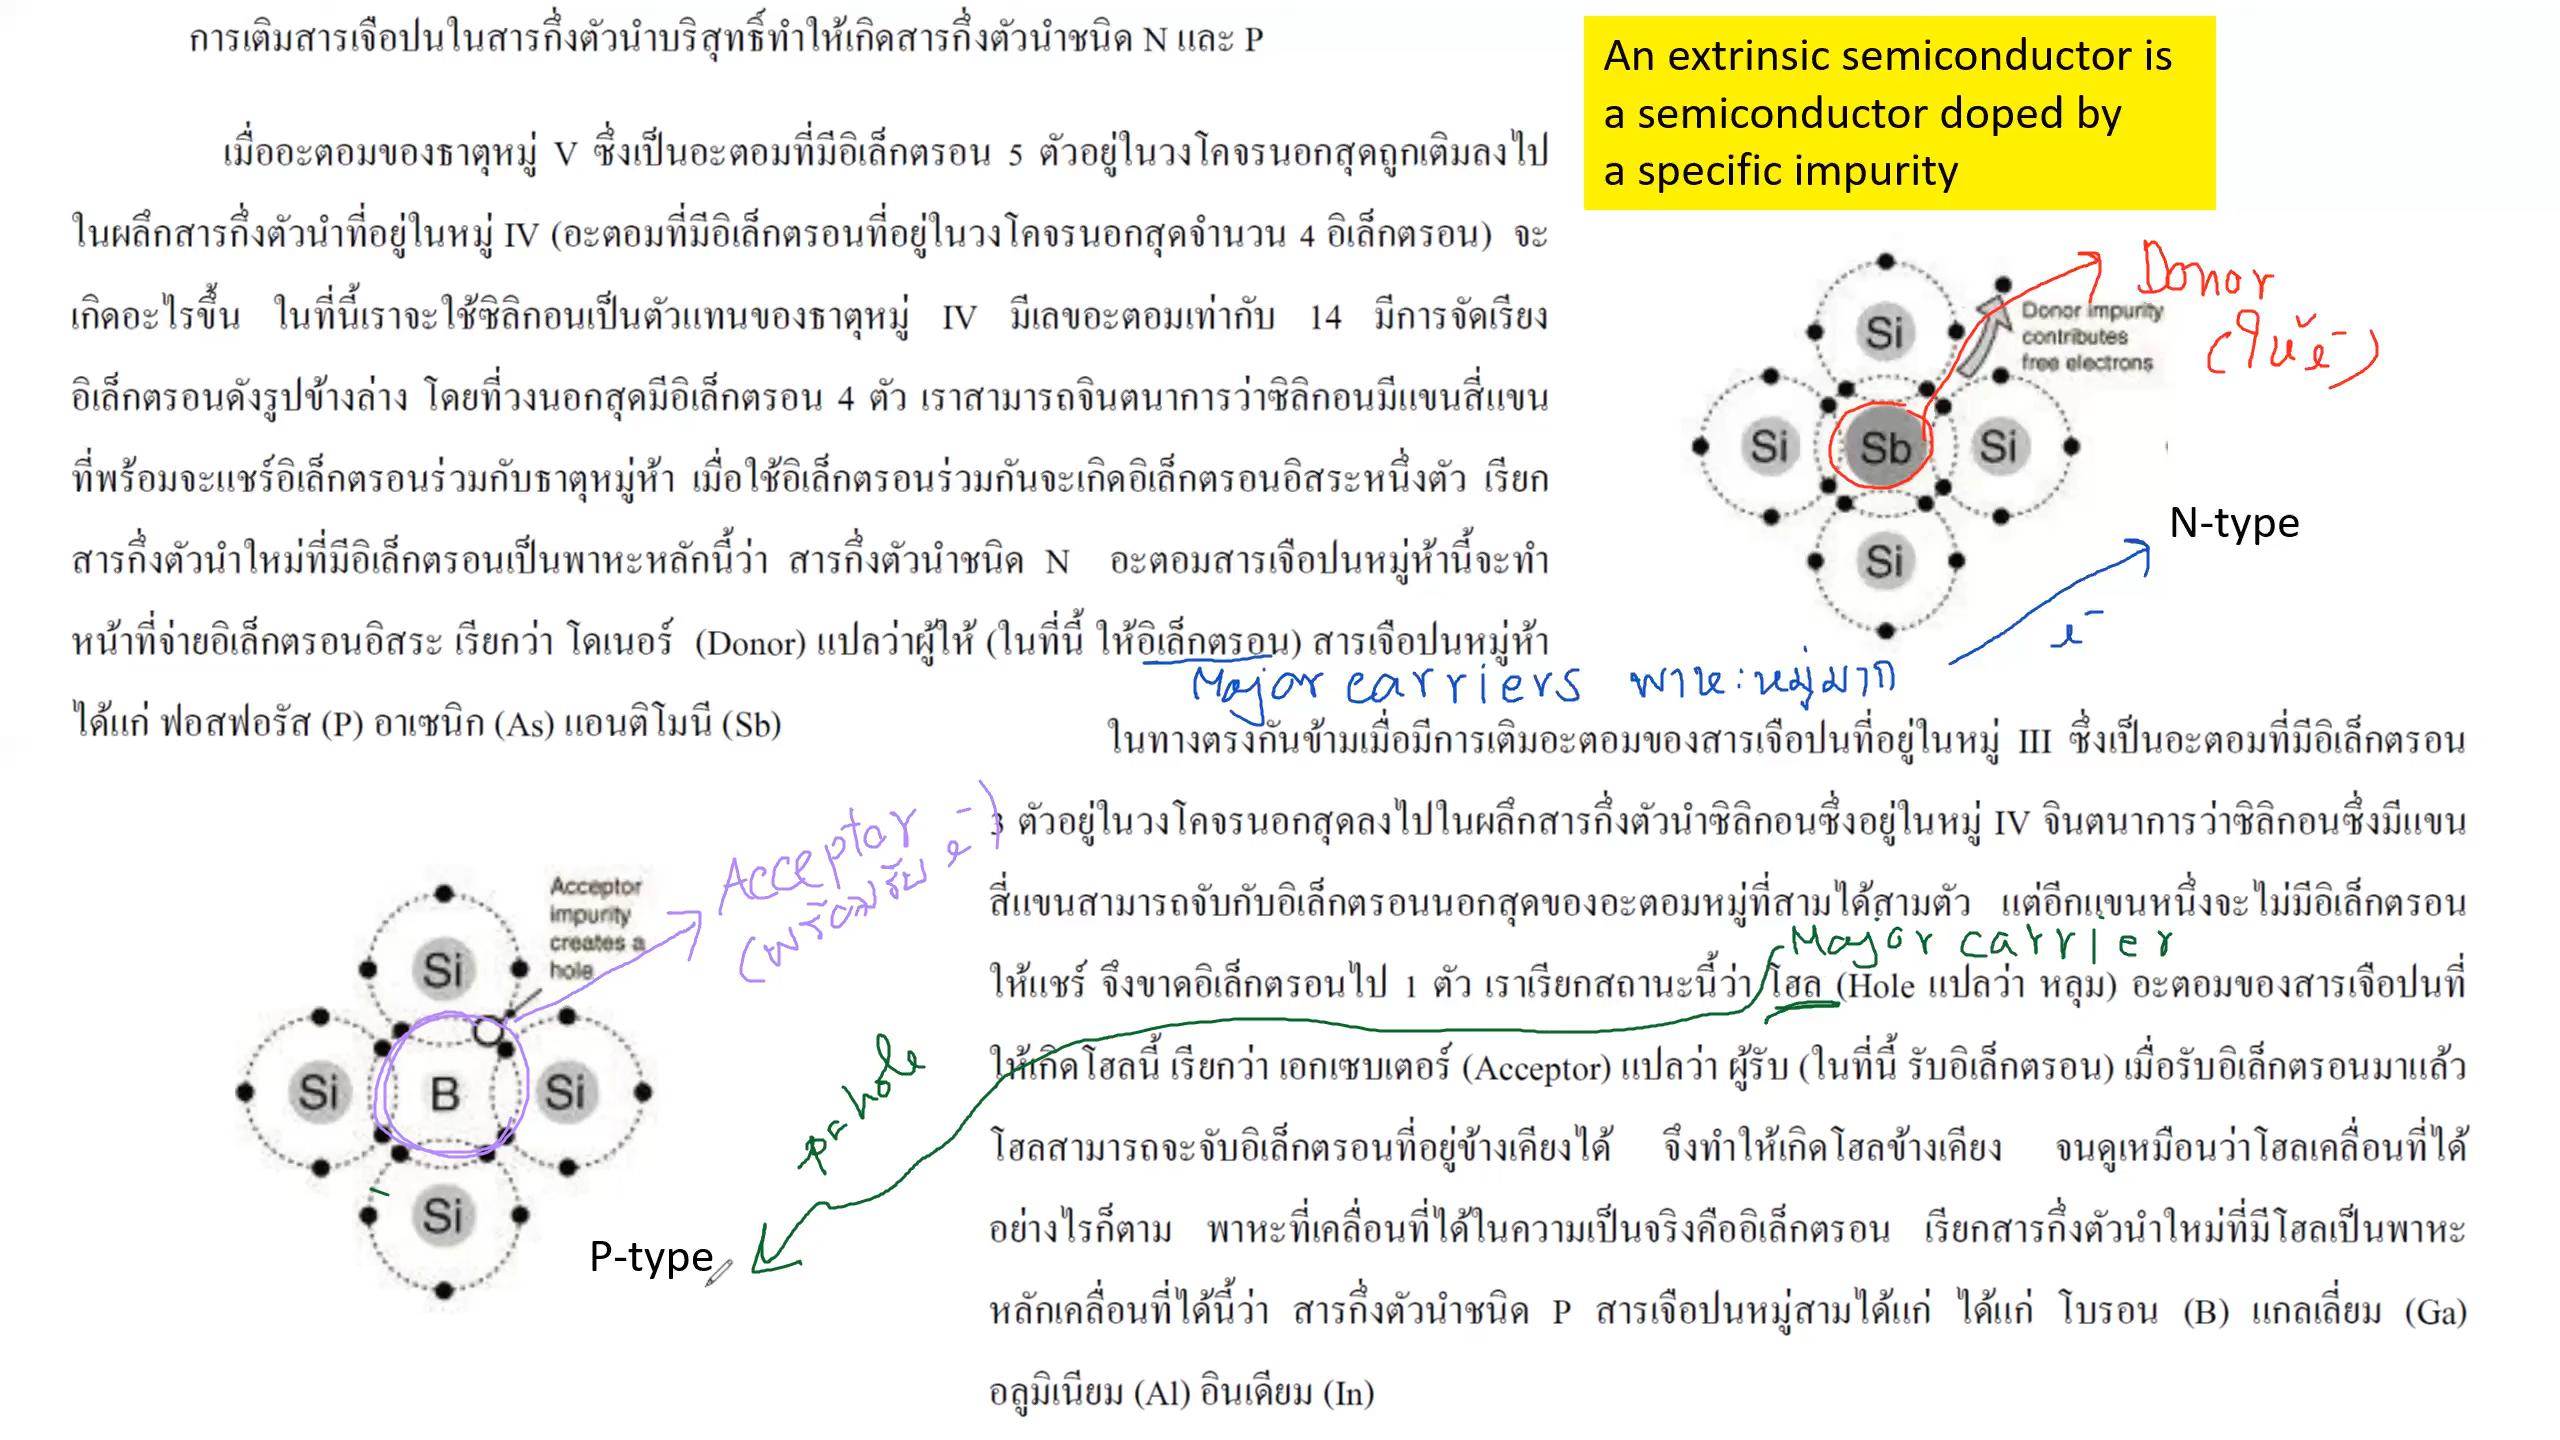 การเติมสารเจือปนในสารกึ่งตัวนำบริสุทธิ์ทำให้เกิดสารกึ่งตัวนำชนิด N และ P
An extrinsic semiconductor is
a semiconductor doped by
a specific impurity
เมื่ออะตอมของธาตุหมู่ V ซึ่งเป็นอะตอมที่มีอิเล็กตรอน 5 ตัวอยู่ในวงโคจรนอกสุดถูกเติมลงไป
ในผลึกสารกึ่งตัวนำที่อยู่ในหมู่ IV (อะตอมที่มีอิเล็กตรอนที่อยู่ในวงโคจรนอกสุดจำนวน 4 อิเล็กตรอน) จะ
เกิดอะไรขึ้น ในที่นี้เราจะใช้ซิลิกอนเป็นตัวแทนของธาตุหมู่ IV มีเลขอะตอมเท่ากับ 14 มีการจัดเรียง
อิเล็กตรอนดังรูปข้างล่าง โดยที่วงนอกสุดมีอิเล็กตรอน 4 ตัว เราสามารถจินตนาการว่าซิลิกอนมีแขนสี่แขน
ที่พร้อมจะแชร์อิเล็กตรอนร่วมกับธาตุหมู่ห้า เมื่อใช้อิเล็กตรอนร่วมกันจะเกิดอิเล็กตรอนอิสระหนึ่งตัว เรียก
สารกึ่งตัวนำใหม่ที่มีอิเล็กตรอนเป็นพาหะหลักนี้ว่า สารกึ่งตัวนำชนิด N อะตอมสารเจือปนหมู่ห้านี้จะทำ
หน้าที่จ่ายอิเล็กตรอนอิสระ เรียกว่า โดเนอร์ (Donor) แปลว่าผู้ให้ (ในที่นี้ ให้อิเล็กตรอน) สารเจือปนหมู่ห้า
ได้แก่ ฟอสฟอรัส (P) อาเซนิก (As) แอนติโมนี (Sb)
Donor
(ให้ e⁻)
Donor impurity
contributes
free electrons
Si
Si Sb Si
Si
N-type
e⁻
Major carriers พาหะหมู่มาก
ในทางตรงกันข้ามเมื่อมีการเติมอะตอมของสารเจือปนที่อยู่ในหมู่ III ซึ่งเป็นอะตอมที่มีอิเล็กตรอน
3 ตัวอยู่ในวงโคจรนอกสุดลงไปในผลึกสารกึ่งตัวนำซิลิกอนซึ่งอยู่ในหมู่ IV จินตนาการว่าซิลิกอนซึ่งมีแขน
สี่แขนสามารถจับกับอิเล็กตรอนนอกสุดของอะตอมหมู่ที่สามได้สามตัว แต่อีกแขนหนึ่งจะไม่มีอิเล็กตรอน
Major carrier
ให้แชร์ จึงขาดอิเล็กตรอนไป 1 ตัว เราเรียกสถานะนี้ว่า โฮล (Hole แปลว่า หลุม) อะตอมของสารเจือปนที่
ให้เกิดโฮลนี้ เรียกว่า เอกเซบเตอร์ (Acceptor) แปลว่า ผู้รับ (ในที่นี้ รับอิเล็กตรอน) เมื่อรับอิเล็กตรอนมาแล้ว
โฮลสามารถจะจับอิเล็กตรอนที่อยู่ข้างเคียงได้ จึงทำให้เกิดโฮลข้างเคียง จนดูเหมือนว่าโฮลเคลื่อนที่ได้
อย่างไรก็ตาม พาหะที่เคลื่อนที่ได้ในความเป็นจริงคืออิเล็กตรอน เรียกสารกึ่งตัวนำใหม่ที่มีโฮลเป็นพาหะ
หลักเคลื่อนที่ได้นี้ว่า สารกึ่งตัวนำชนิด P สารเจือปนหมู่สามได้แก่ ได้แก่ โบรอน (B) แกลเลี่ยม (Ga)
อลูมิเนียม (Al) อินเดียม (In)
Acceptor
(พร้อมรับ e⁻)
Acceptor
impurity
creates a
hole
Si
Si B Si
Si
hole
P-type